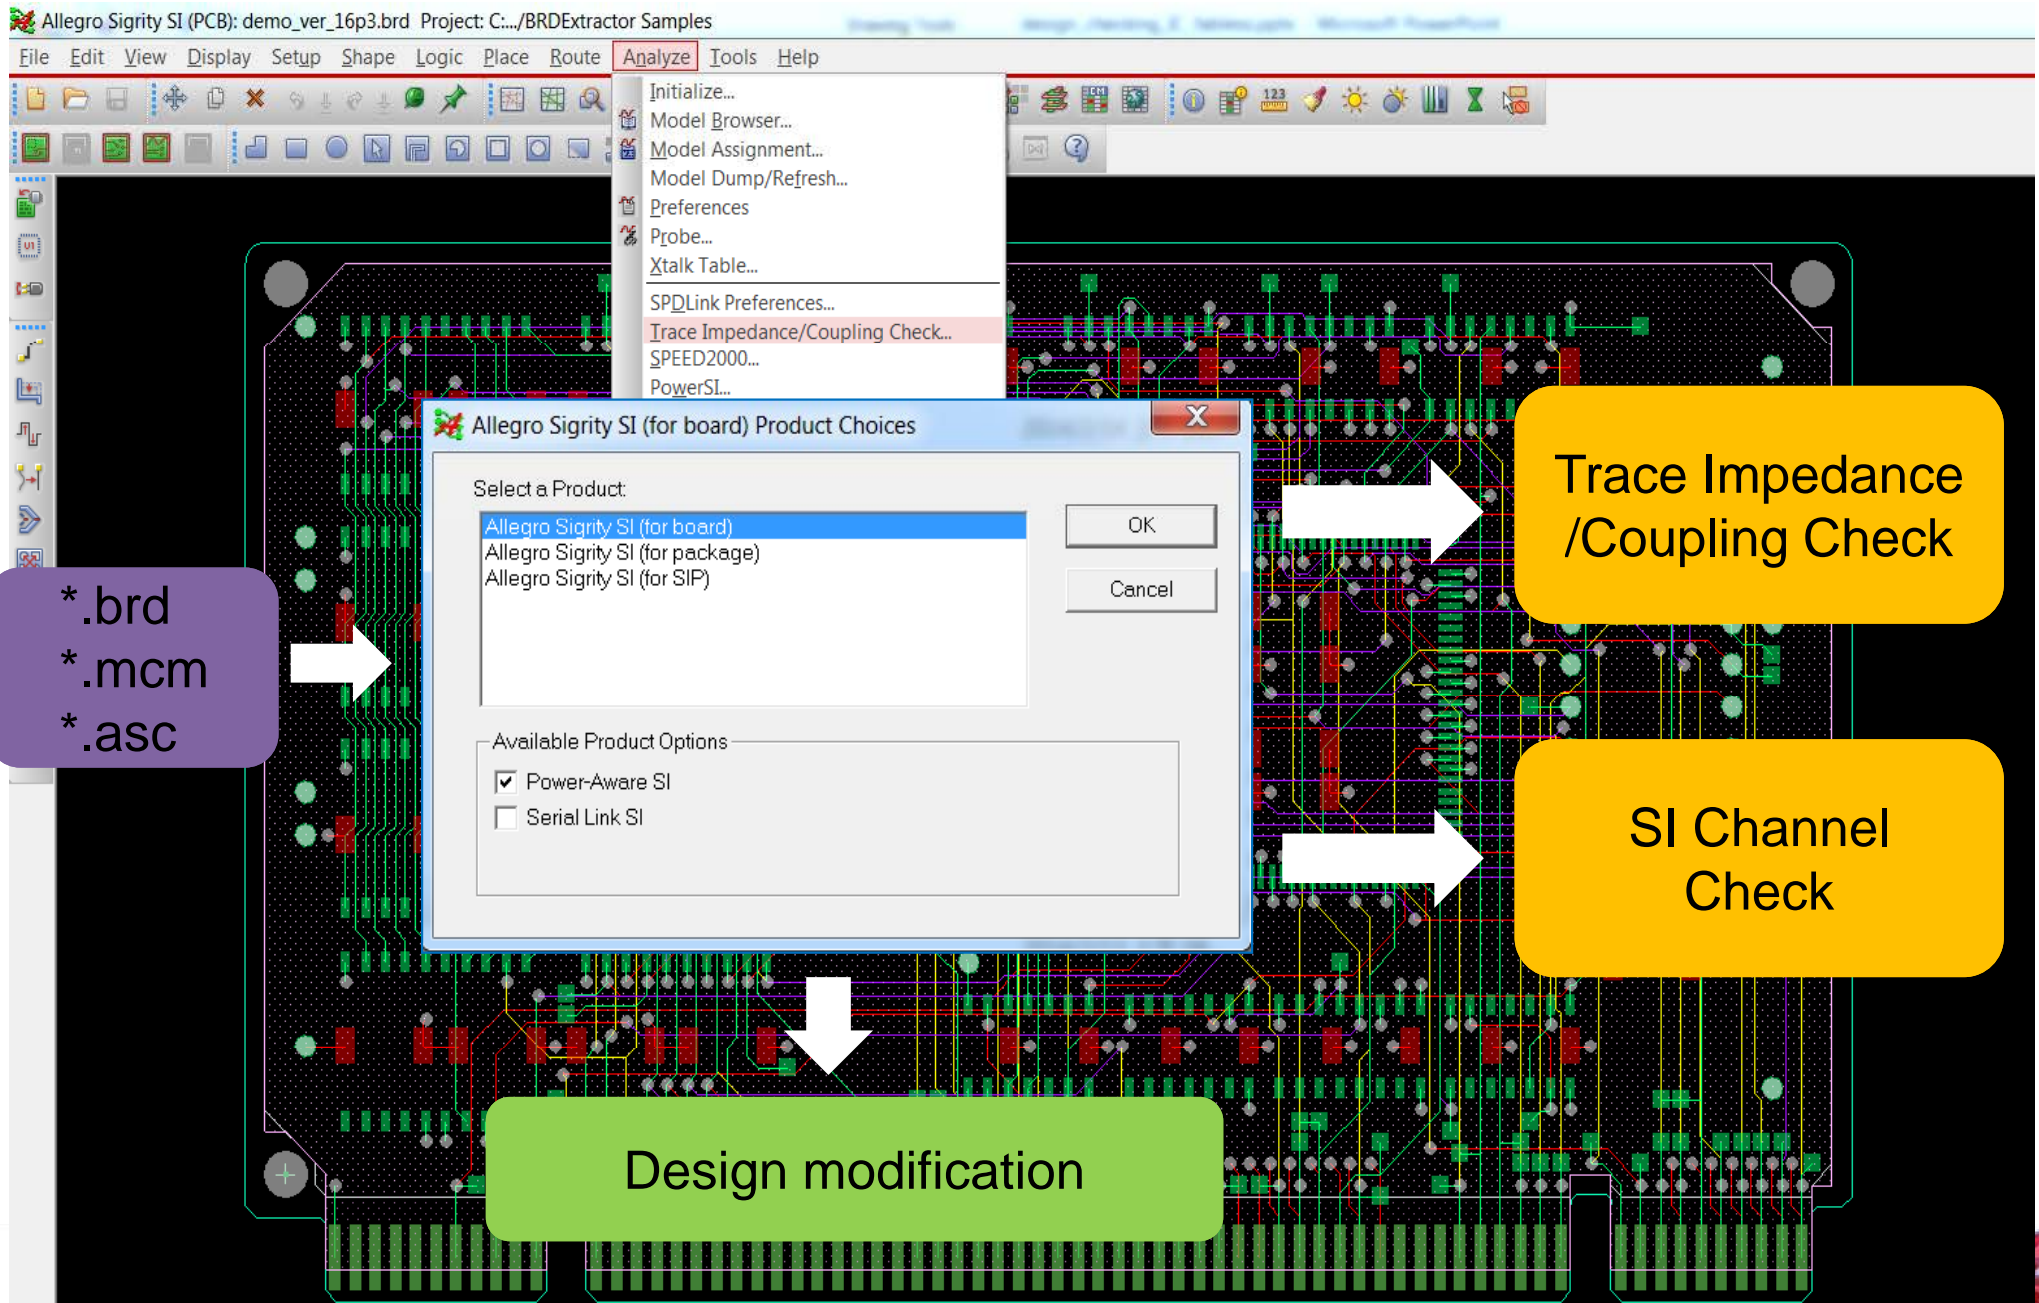 Allegro Sigrity SI (PCB): demo_ver_16p3.brd Project: C:.../BRDExtractor Samples
File Edit View Display Setup Shape Logic Place Route Analyze Tools Help
Initialize...
Model Browser...
Model Assignment...
Model Dump/Refresh...
Preferences
Probe...
Xtalk Table...
SPDLink Preferences...
Trace Impedance/Coupling Check...
SPEED2000...
PowerSI...
Allegro Sigrity SI (for board) Product Choices
Select a Product:
Allegro Sigrity SI (for board)
Allegro Sigrity SI (for package)
Allegro Sigrity SI (for SIP)
OK
Cancel
Available Product Options
Power-Aware SI
Serial Link SI
*.brd
*.mcm
*.asc
Trace Impedance
/Coupling Check
SI Channel
Check
Design modification